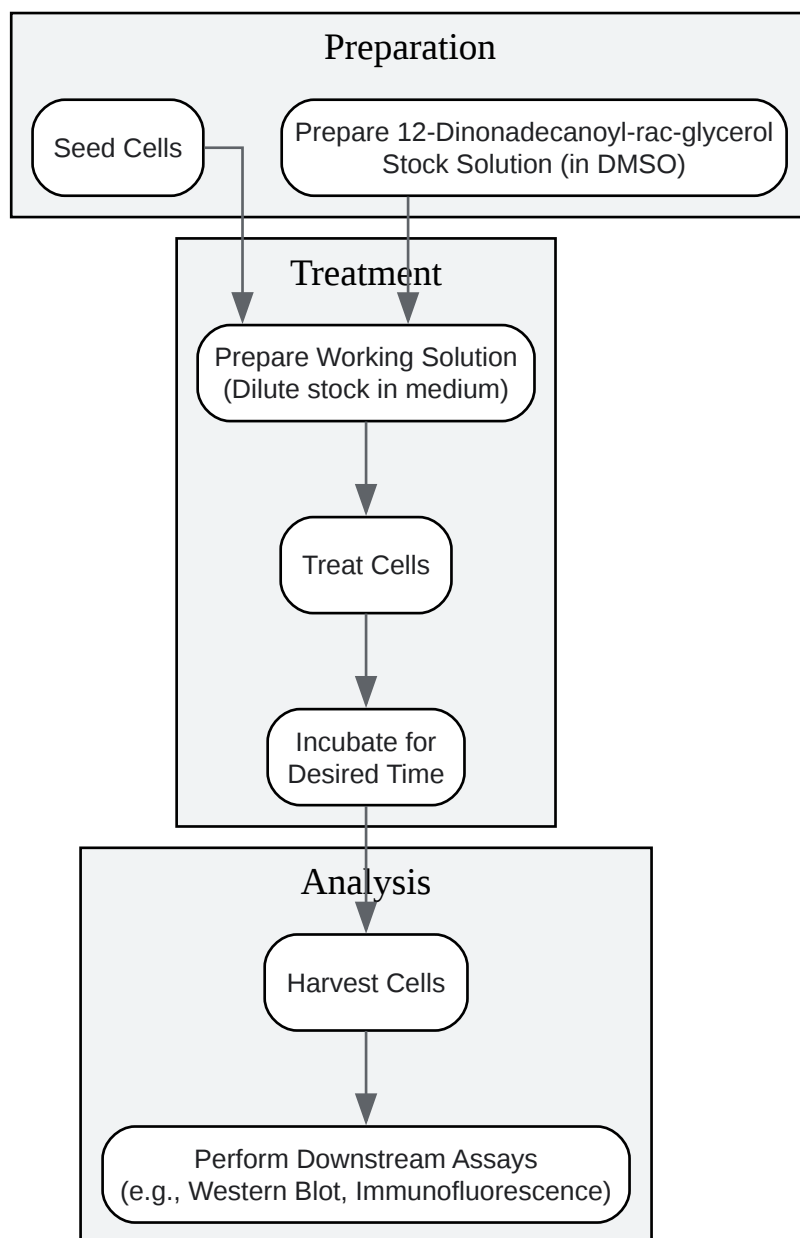 Preparation
Seed Cells
Prepare 12-Dinonadecanoyl-rac-glycerol
Stock Solution (in DMSO)
Treatment
Prepare Working Solution
(Dilute stock in medium)
Treat Cells
Incubate for
Desired Time
Analysis
Harvest Cells
Perform Downstream Assays
(e.g., Western Blot, Immunofluorescence)